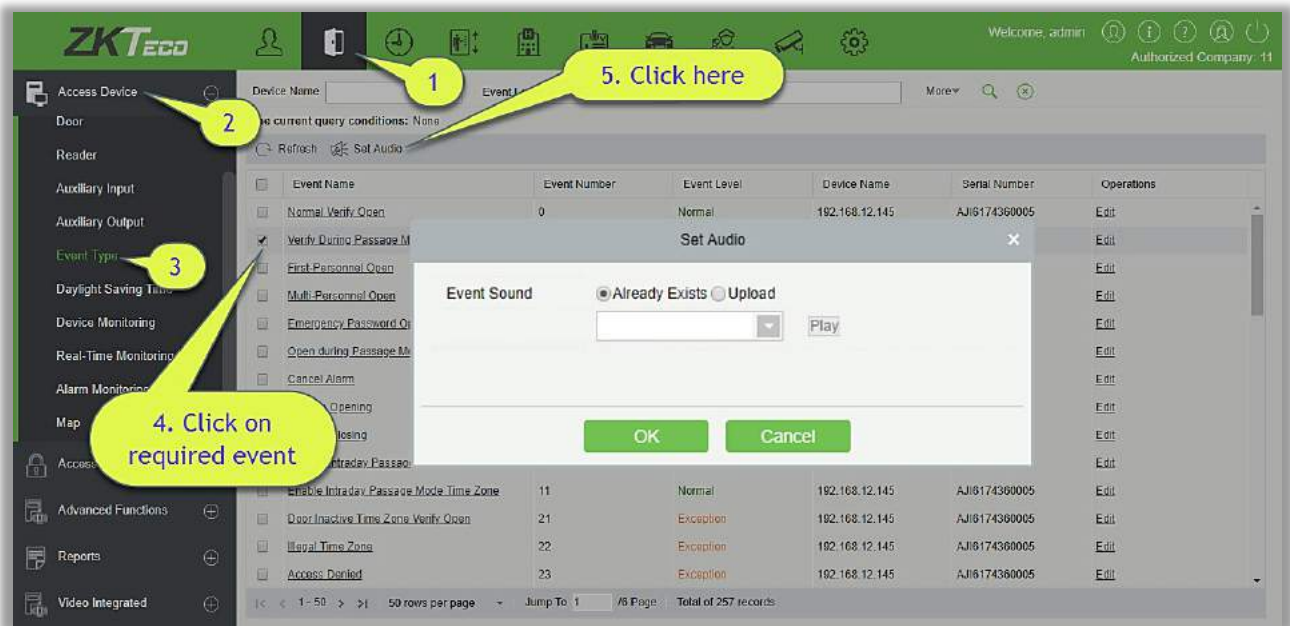 ZKTECO
Welcome, admin
Authorized Company: 11
1
5. Click here
Access Device
2
Device Name
More
current query conditions: None
Door
Refresh Set Audio
Reader
Event Name Event Number Event Level Device Name Serial Number Operations
Auxiliary Input
Normal Verify Open 0 Normal 192.168.12.145 AJI6174360005 Edit
Auxiliary Output
Verify During Passage M Set Audio Edit
Event Type
3
First-Personnel Open Edit
Daylight Saving
Multi-Personnel Open Event Sound Already Exists Upload Edit
Device Monitoring
Emergency Password Play Edit
Real-Time Monitoring
Open during Passage Edit
Alarm
Cancel Alarm Edit
Map
4. Click on
required event
Opening Edit
OK Cancel Edit
Intraday Edit
Enable Intraday Passage Mode Time Zone 11 Normal 192.168.12.145 AJI6174360005 Edit
Advanced Functions
Door Inactive Time Zone Verify Open 21 Exception 192.168.12.145 AJI6174360005 Edit
Illegal Time Zone 22 Exception 192.168.12.145 AJI6174360005 Edit
Reports
Access Denied 23 Exception 192.168.12.145 AJI6174360005 Edit
Video Integrated
1-50 50 rows per page Jump To 1 /6 Page Total of 257 records